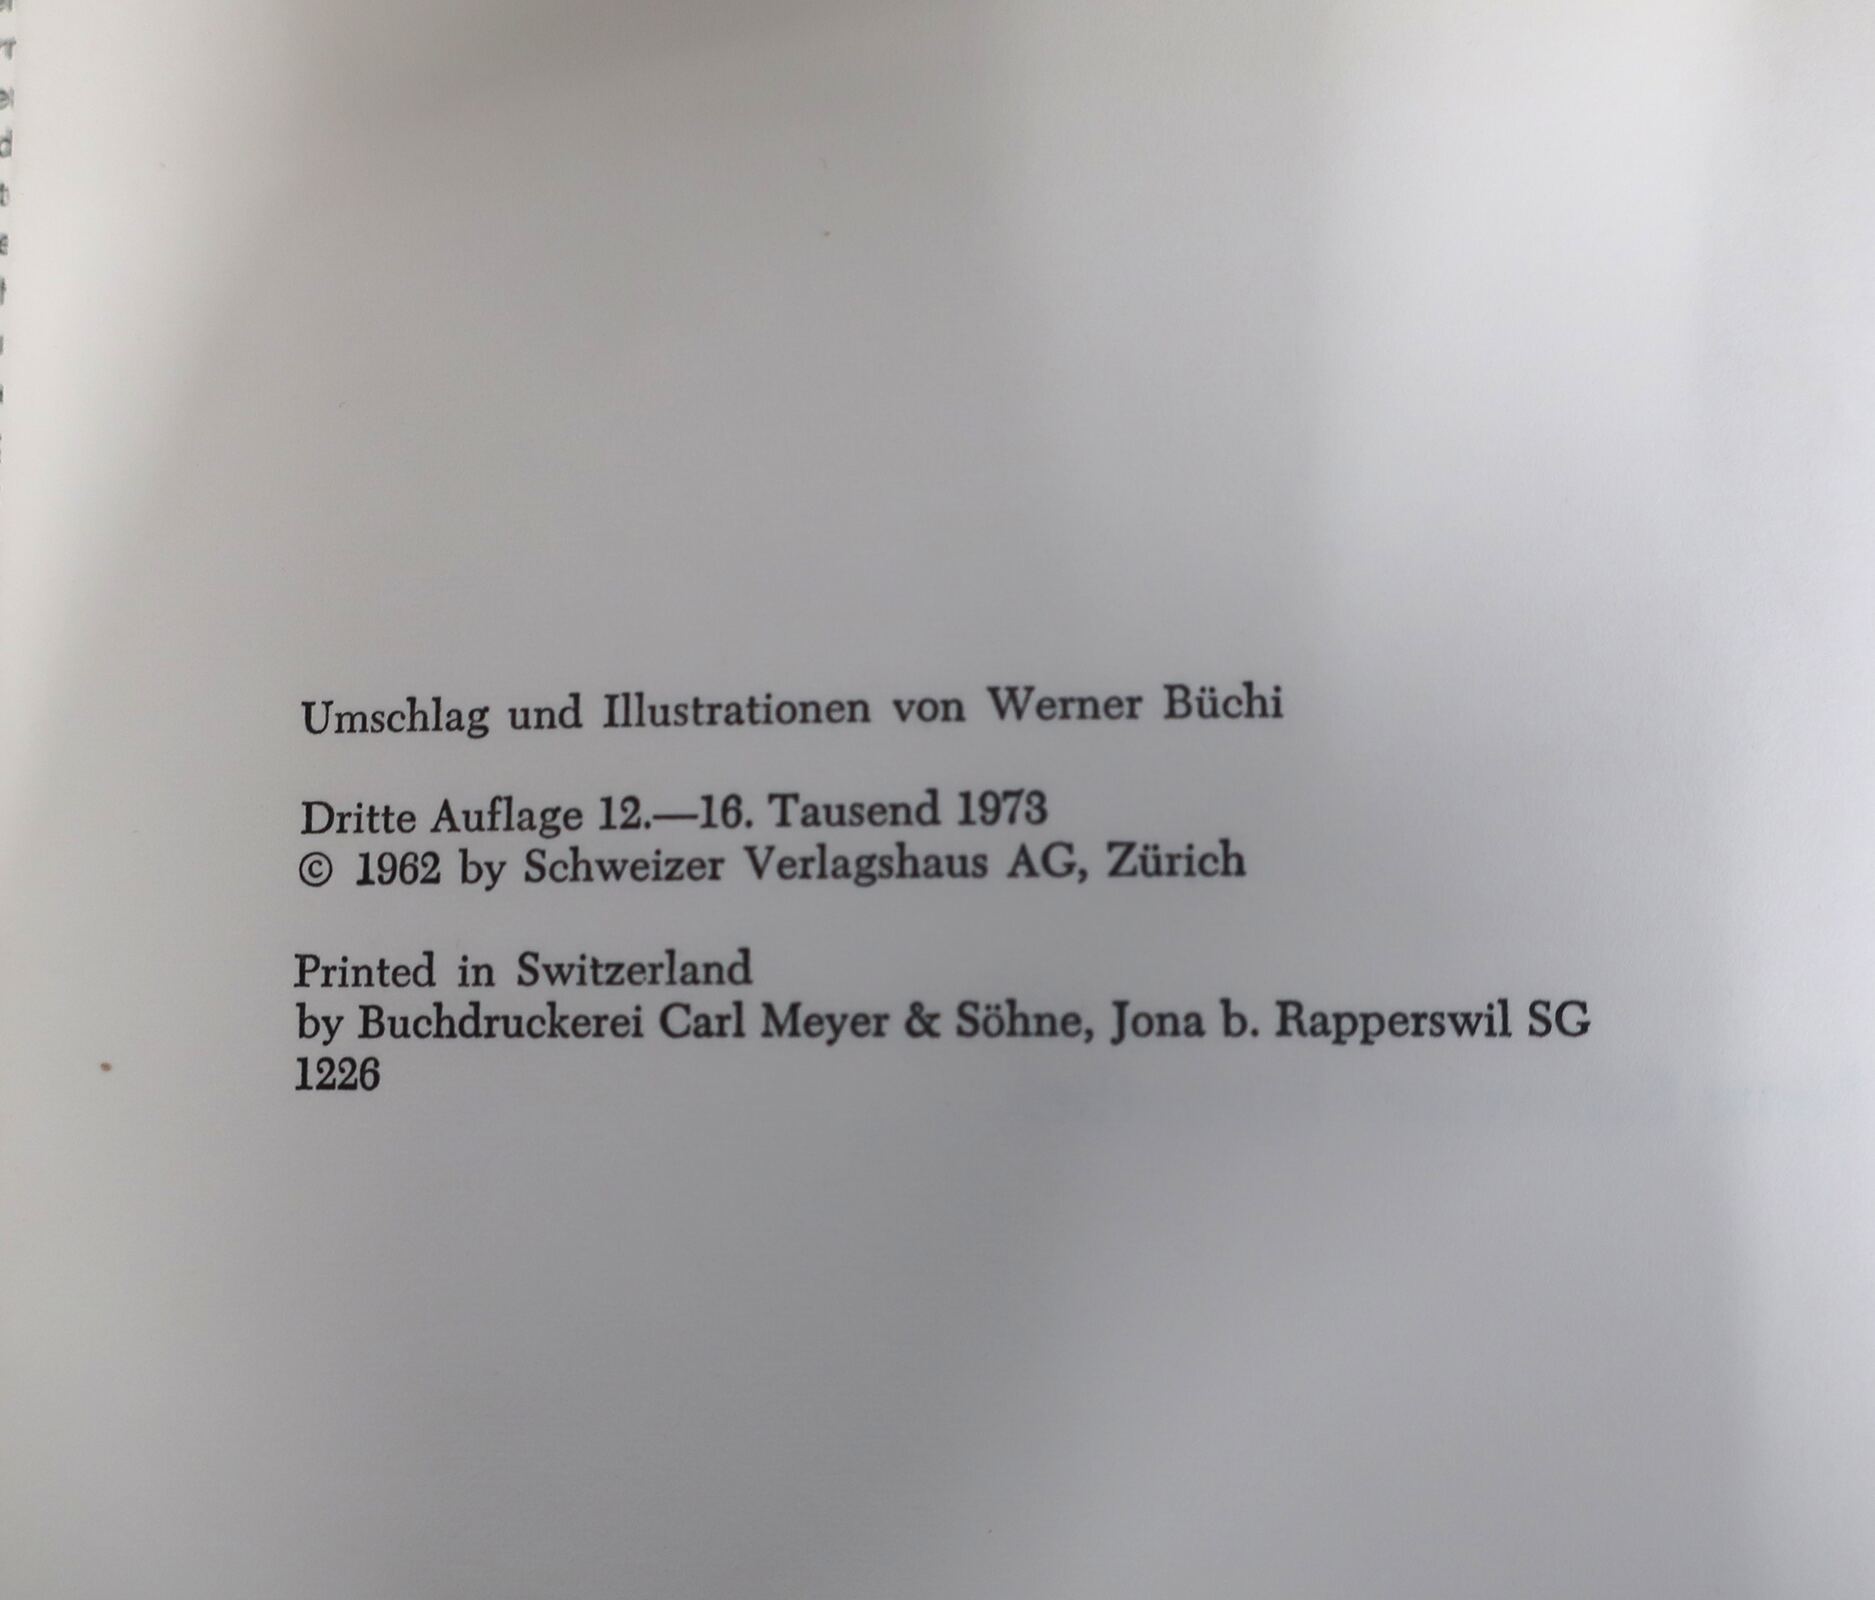 Umschlag und Illustrationen von Werner Büchi
Dritte Auflage 12.—16. Tausend 1973
© 1962 by Schweizer Verlagshaus AG, Zürich
Printed in Switzerland
by Buchdruckerei Carl Meyer & Söhne, Jona b. Rapperswil SG
1226